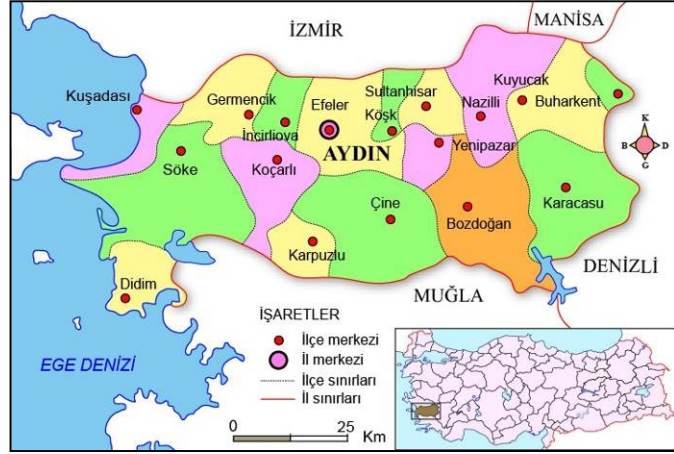 MANİSA
İZMİR
Kuşadası
Germencik
Efeler
Sultanhisar
Kuyucak
Nazilli
Buharkent
İncirliova
Köşk
AYDIN
Yenipazar
Söke
Koçarlı
Çine
Bozdoğan
Karacasu
Karpuzlu
Didim
DENİZLİ
MUĞLA
EGE DENİZİ
K
B D
G
İŞARETLER
İlçe merkezi
İl merkezi
İlçe sınırları
İl sınırları
0 25
Km